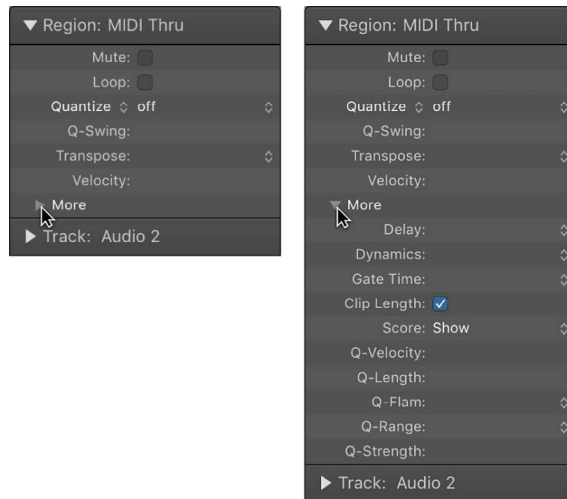 Region: MIDI Thru
Mute:
Loop:
Quantize off
Q-Swing:
Transpose:
Velocity:
More
Track: Audio 2
Region: MIDI Thru
Mute:
Loop:
Quantize off
Q-Swing:
Transpose:
Velocity:
More
Delay:
Dynamics:
Gate Time:
Clip Length:
Score: Show
Q-Velocity:
Q-Length:
Q-Flam:
Q-Range:
Q-Strength:
Track: Audio 2